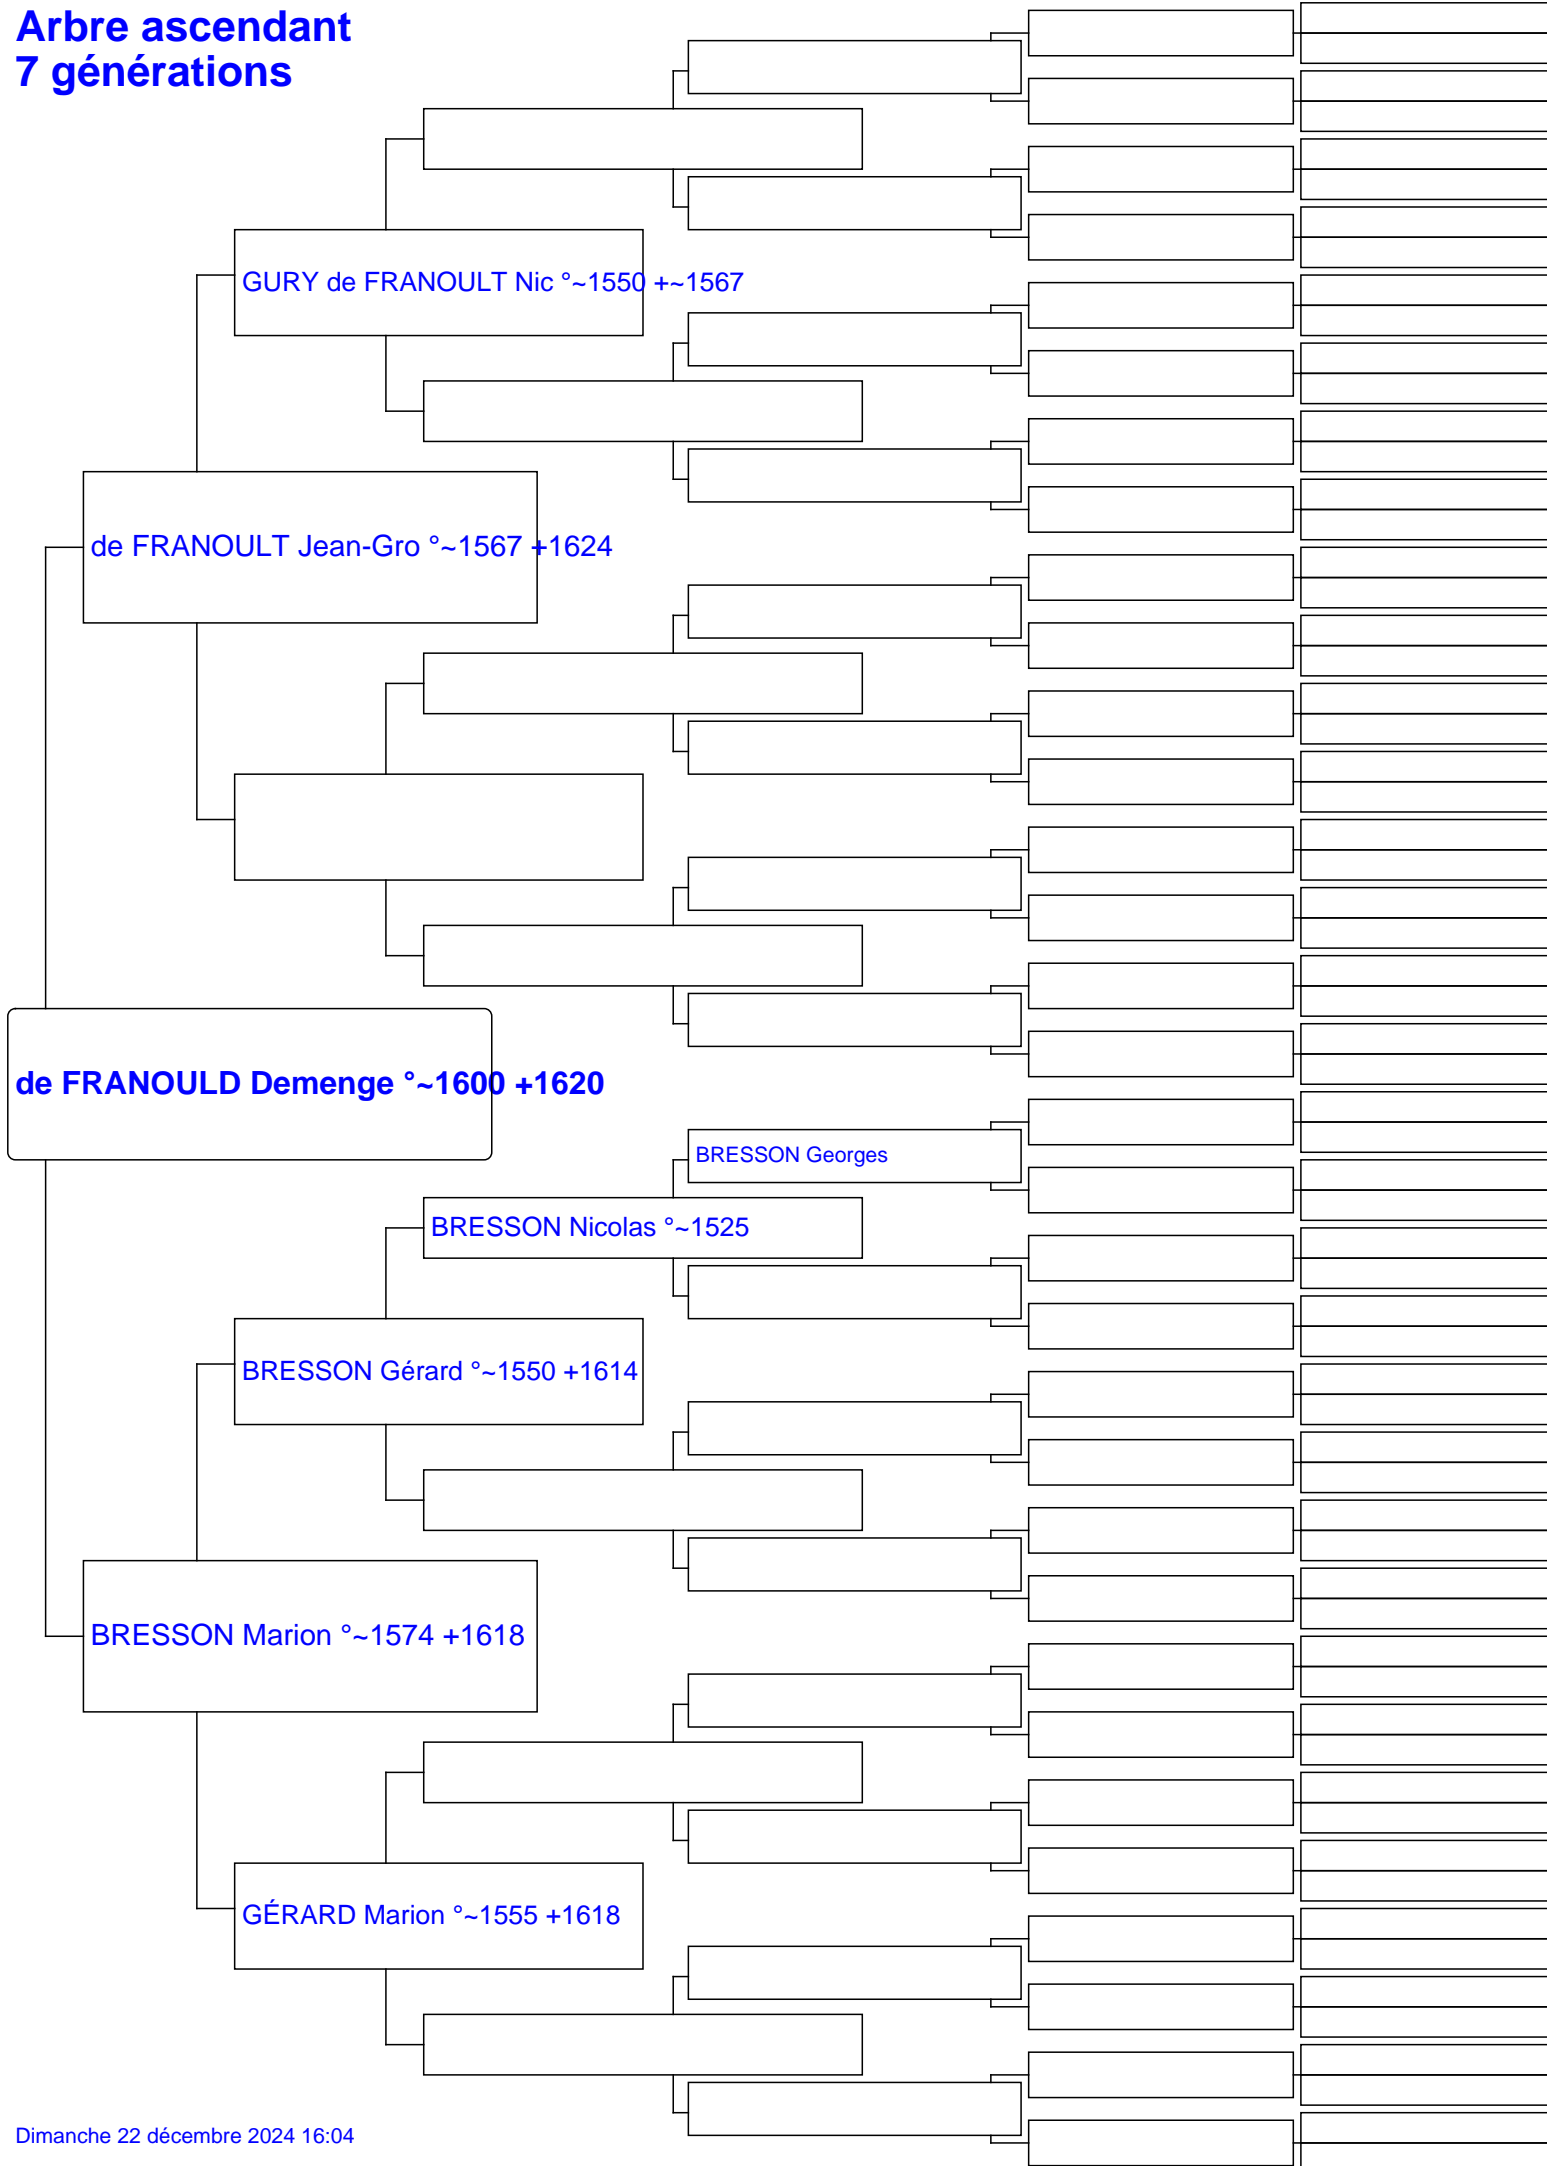 Arbre ascendant
7 générations
GURY de FRANOULT Nic °~1550 +~1567
de FRANOULT Jean-Gro °~1567 +1624
de FRANOULD Demenge °~1600 +1620
BRESSON Georges
BRESSON Nicolas °~1525
BRESSON Gérard °~1550 +1614
BRESSON Marion °~1574 +1618
GÉRARD Marion °~1555 +1618
Dimanche 22 décembre 2024 16:04